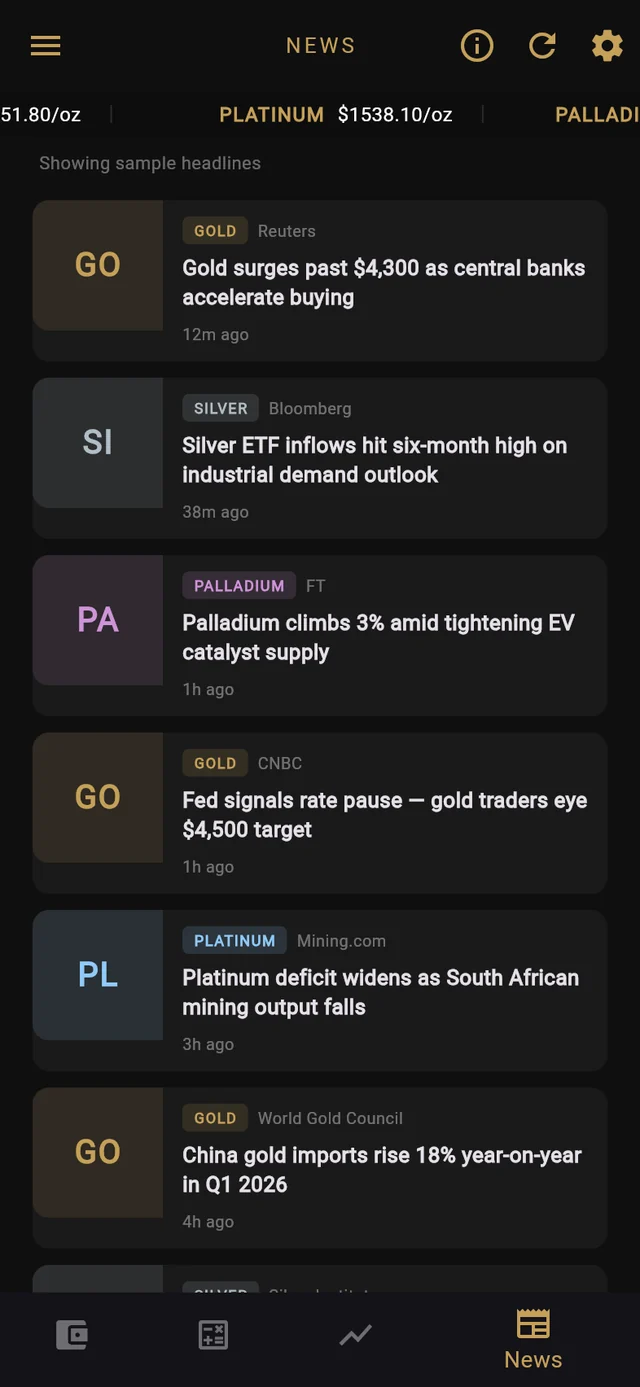 NEWS
51.80/oz PLATINUM $1538.10/oz PALLADI
Showing sample headlines
GO
GOLD Reuters
Gold surges past $4,300 as central banks
accelerate buying
12m ago
SI
SILVER Bloomberg
Silver ETF inflows hit six-month high on
industrial demand outlook
38m ago
PA
PALLADIUM FT
Palladium climbs 3% amid tightening EV
catalyst supply
1h ago
GO
GOLD CNBC
Fed signals rate pause — gold traders eye
$4,500 target
1h ago
PL
PLATINUM Mining.com
Platinum deficit widens as South African
mining output falls
3h ago
GO
GOLD World Gold Council
China gold imports rise 18% year-on-year
in Q1 2026
4h ago
SILVER
News